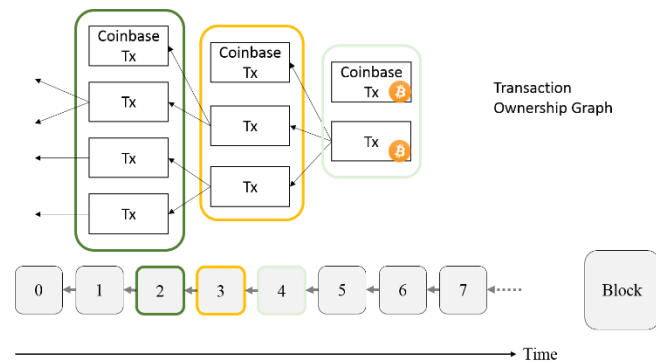 Coinbase
Tx
Tx
Tx
Tx
Coinbase
Tx
Tx
Tx
Coinbase
Tx
Tx
Transaction
Ownership Graph
0
1
2
3
4
5
6
7
Block
Time